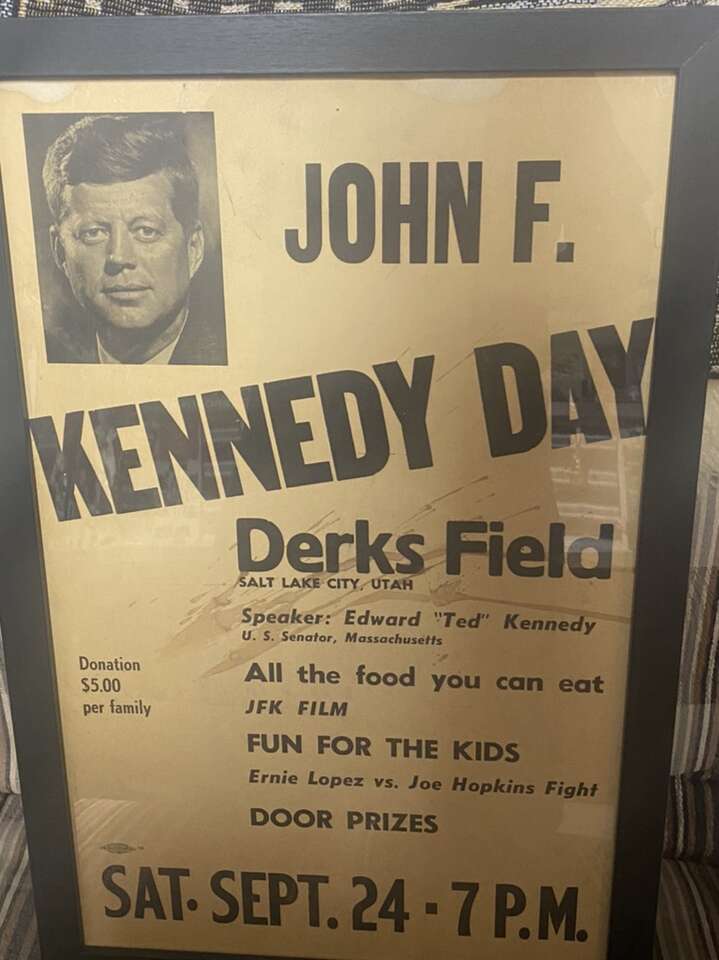 JOHN F.
KENNEDY DAY
Derks Field
SALT LAKE CITY, UTAH
Speaker: Edward "Ted" Kennedy
U. S. Senator, Massachusetts
Donation
$5.00
per family
All the food you can eat
JFK FILM
FUN FOR THE KIDS
Ernie Lopez vs. Joe Hopkins Fight
DOOR PRIZES
SAT. SEPT. 24 - 7 P.M.